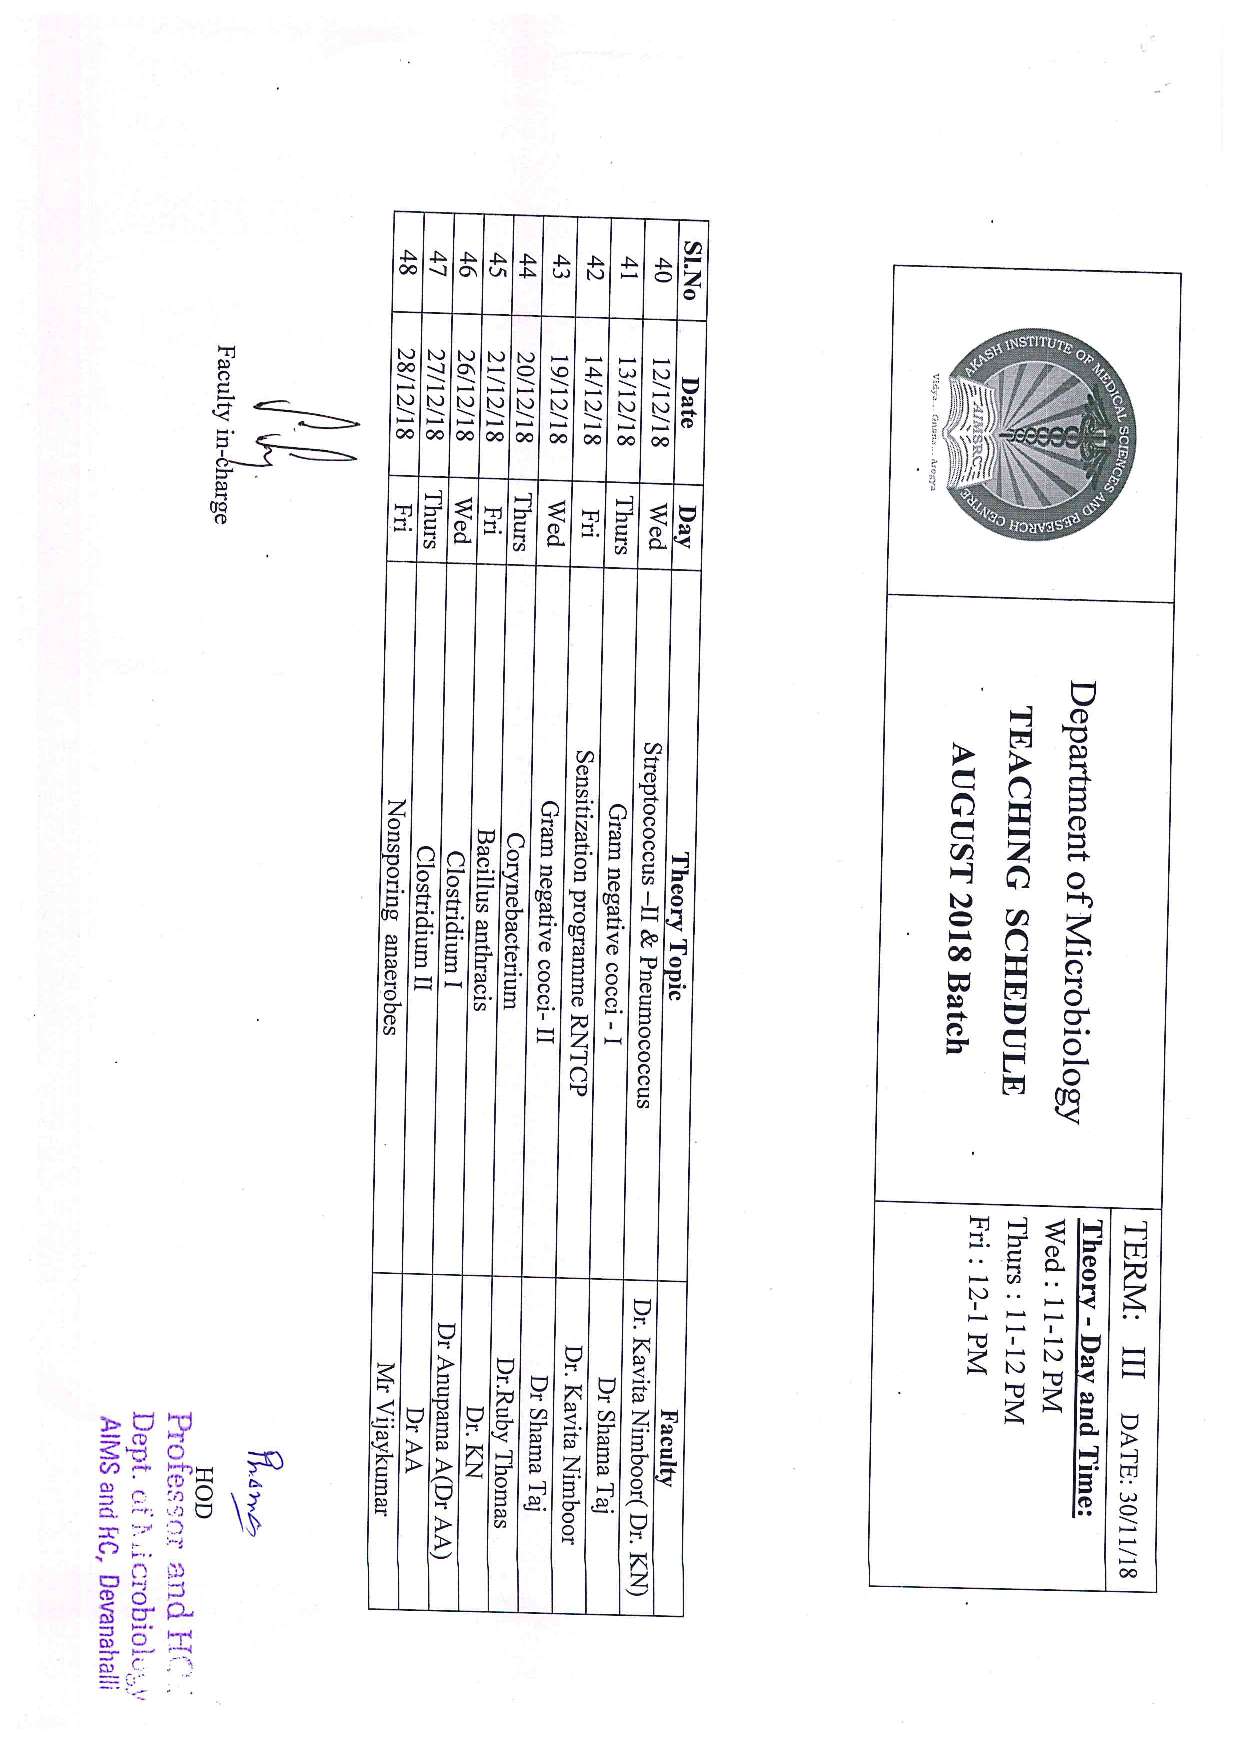 AKASH INSTITUTE OF MEDICAL SCIENCES AND RESEARCH CENTRE
AIMSRC
Vidya... Gnana... Arogya
Department of Microbiology
TEACHING SCHEDULE
AUGUST 2018 Batch
TERM: III DATE: 30/11/18
Theory - Day and Time:
Wed : 11-12 PM
Thurs : 11-12 PM
Fri : 12-1 PM
Sl.No Date Day Theory Topic Faculty
40 12/12/18 Wed Streptococcus –II & Pneumococcus Dr. Kavita Nimboor( Dr. KN)
41 13/12/18 Thurs Gram negative cocci - I Dr Shama Taj
42 14/12/18 Fri Sensitization programme RNTCP
43 19/12/18 Wed Gram negative cocci- II Dr. Kavita Nimboor
44 20/12/18 Thurs Corynebacterium Dr Shama Taj
45 21/12/18 Fri Bacillus anthracis Dr.Ruby Thomas
46 26/12/18 Wed Clostridium I Dr. KN
47 27/12/18 Thurs Clostridium II Dr Anupama A(Dr AA)
48 28/12/18 Fri Nonsporing anaerobes Dr AA
Mr Vijaykumar
Faculty in-charge
HOD
Professor and HO
Dept. of Microbiology
AIMS and RC, Devanahalli